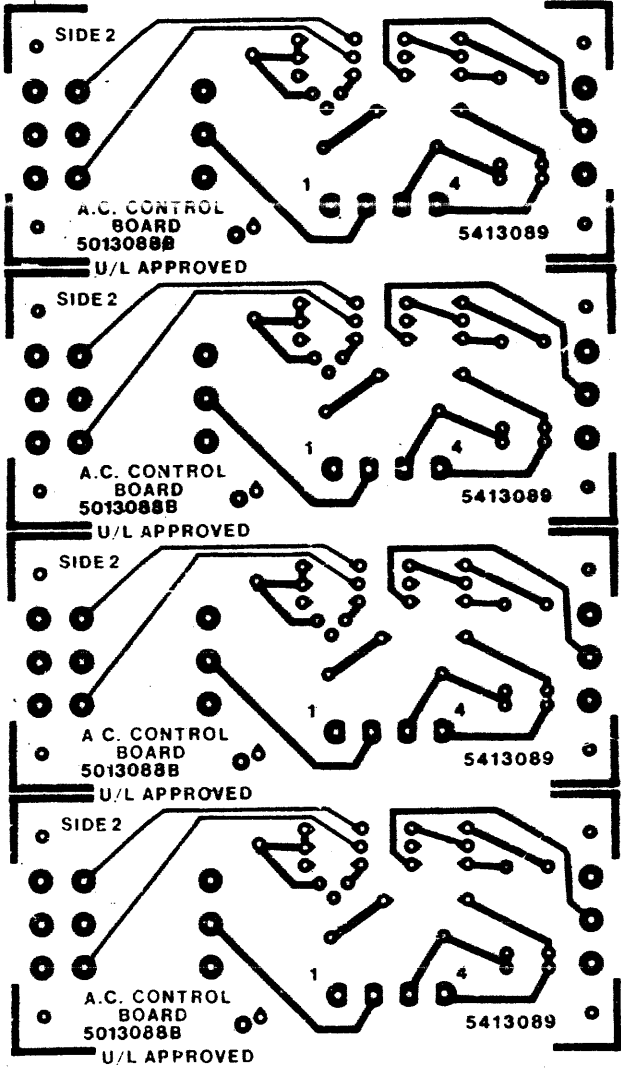 SIDE 2
1
4
A.C. CONTROL
BOARD
5013088B
5413089
U/L APPROVED
SIDE 2
1
4
A.C. CONTROL
BOARD
5013088B
5413089
U/L APPROVED
SIDE 2
1
4
A C. CONTROL
BOARD
5013088B
5413089
U/L APPROVED
SIDE 2
1
4
A.C. CONTROL
BOARD
5013088B
5413089
U/L APPROVED